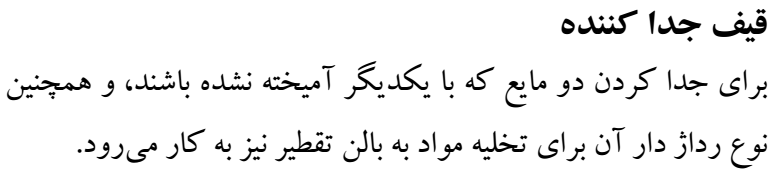 قیف جدا کننده
برای جدا کردن دو مایع که با یکدیگر آمیخته نشده باشند، و همچنین
نوع رداژ دار آن برای تخلیه مواد به بالن تقطیر نیز به کار می‌رود.